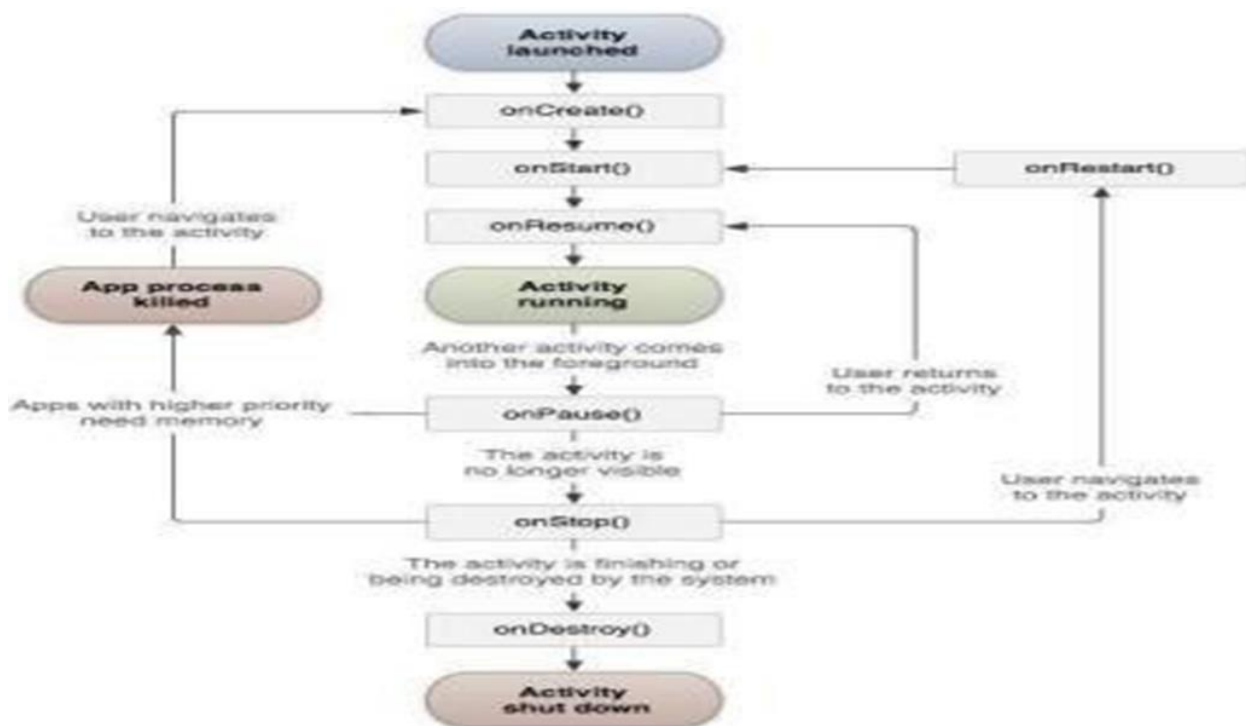 Activity
launched
onCreate()
onStart()
onRestart()
User navigates
to the activity
onResume()
App process
killed
Activity
running
Another activity comes
into the foreground
User returns
to the activity
Apps with higher priority
need memory
onPause()
The activity is
no longer visible
User navigates
to the activity
onStop()
The activity is finishing or
being destroyed by the system
onDestroy()
Activity
shut down